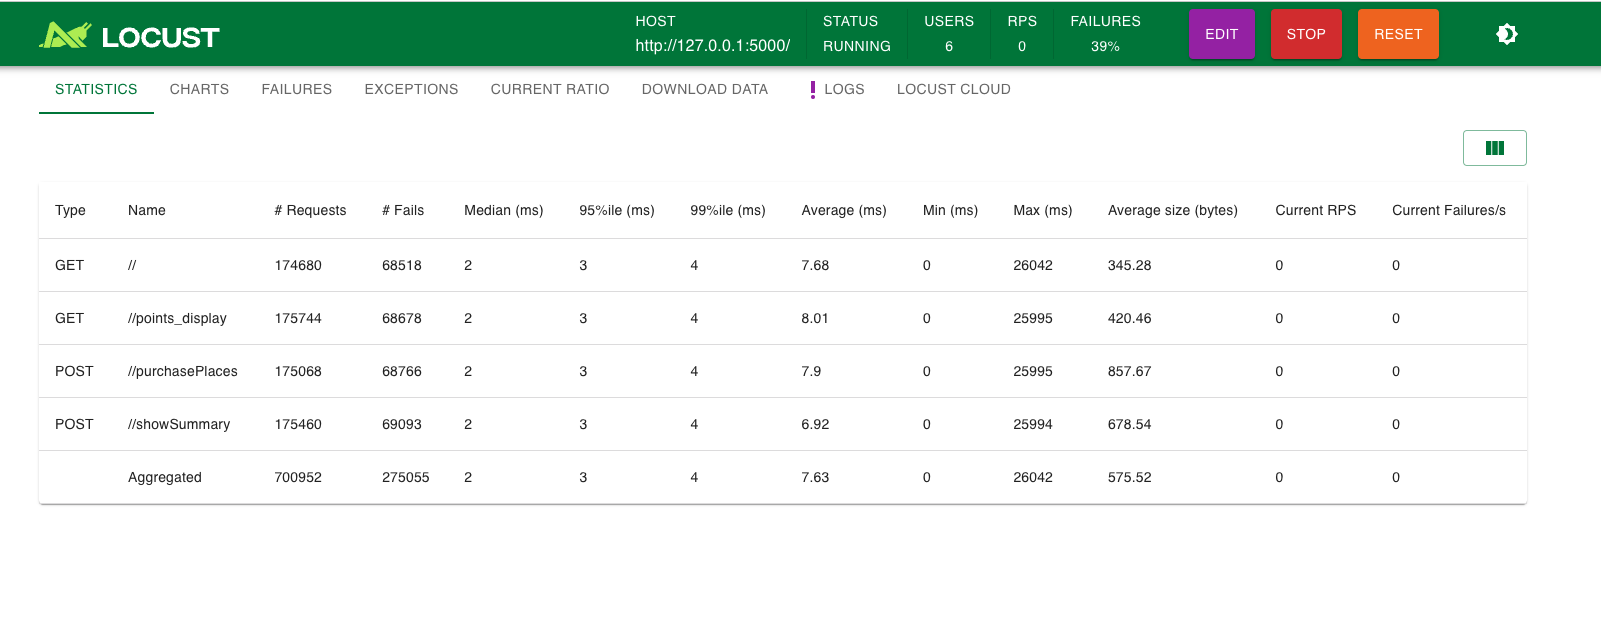 LOCUST
HOST
http://127.0.0.1:5000/
STATUS
RUNNING
USERS
6
RPS
0
FAILURES
39%
EDIT
STOP
RESET
STATISTICS CHARTS FAILURES EXCEPTIONS CURRENT RATIO DOWNLOAD DATA LOGS LOCUST CLOUD
Type Name # Requests # Fails Median (ms) 95%ile (ms) 99%ile (ms) Average (ms) Min (ms) Max (ms) Average size (bytes) Current RPS Current Failures/s
GET // 174680 68518 2 3 4 7.68 0 26042 345.28 0 0
GET //points_display 175744 68678 2 3 4 8.01 0 25995 420.46 0 0
POST //purchasePlaces 175068 68766 2 3 4 7.9 0 25995 857.67 0 0
POST //showSummary 175460 69093 2 3 4 6.92 0 25994 678.54 0 0
Aggregated 700952 275055 2 3 4 7.63 0 26042 575.52 0 0